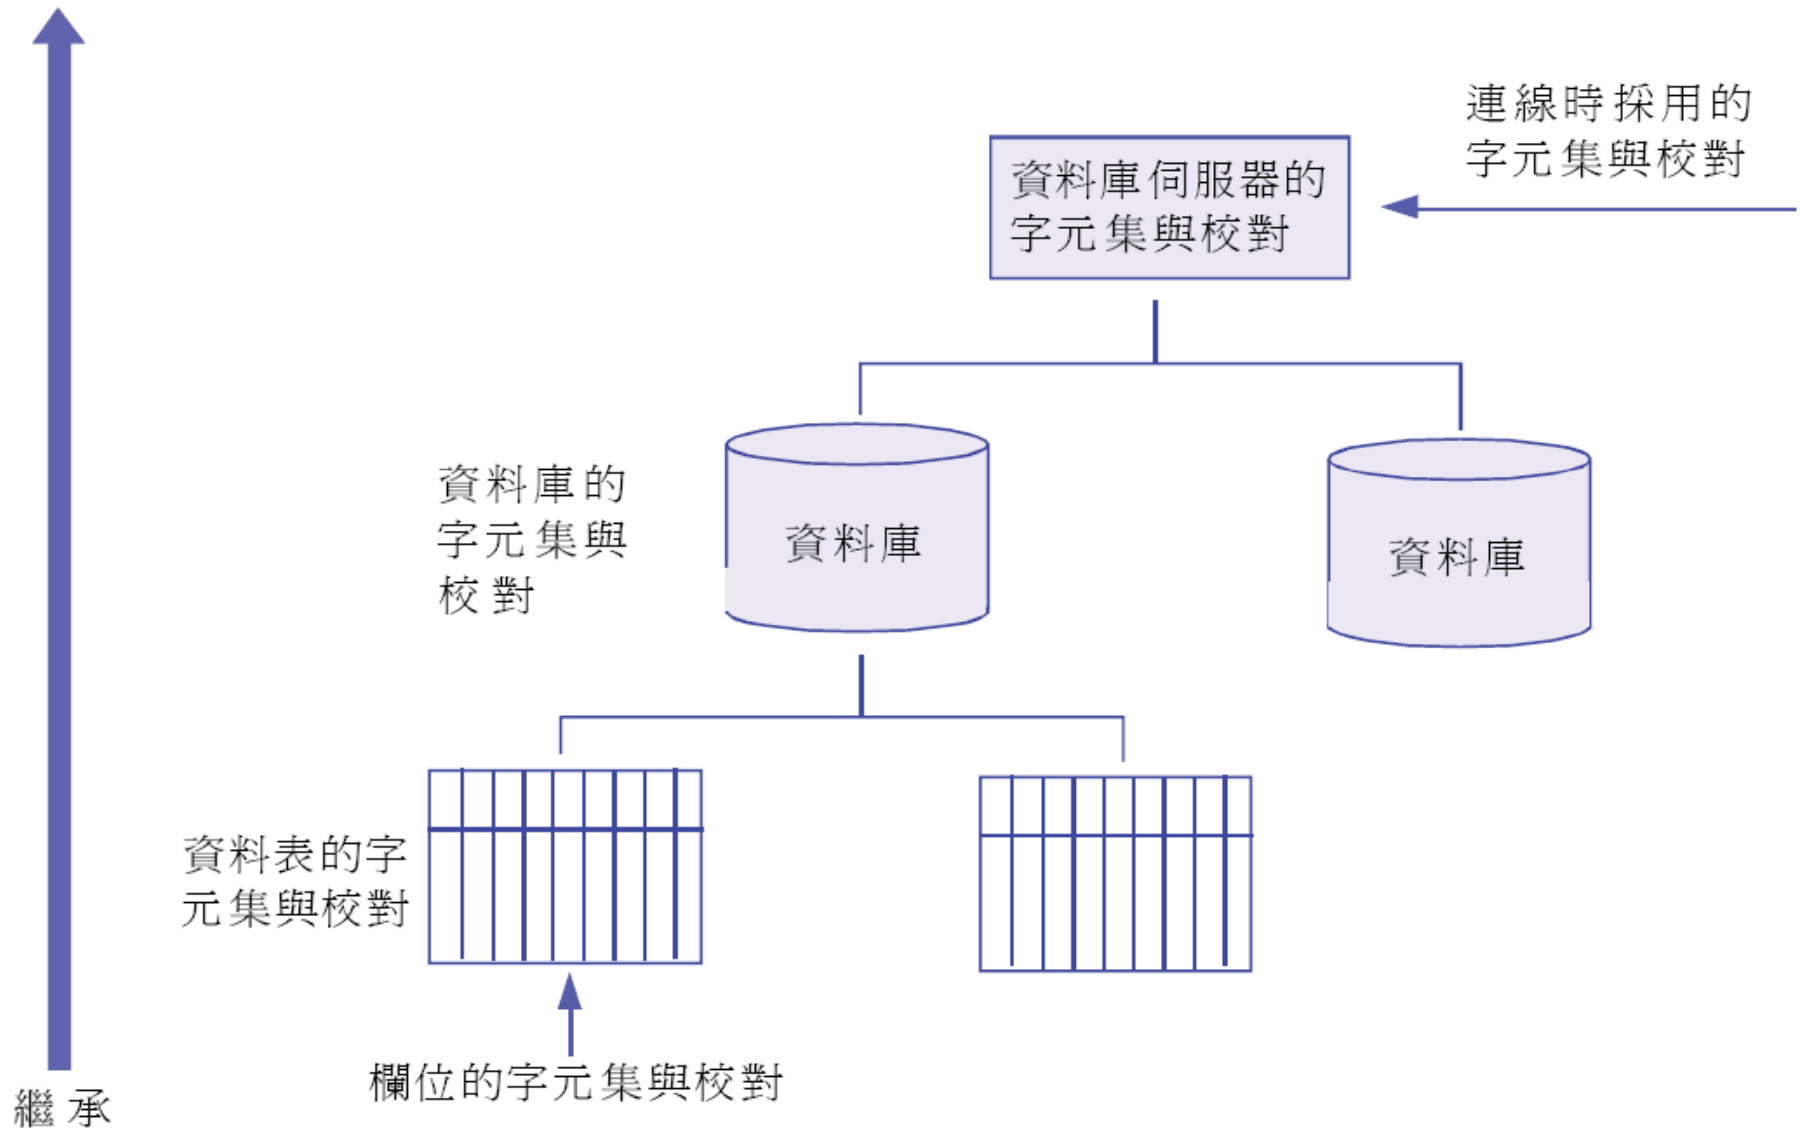 連線時採用的
字元集與校對
資料庫伺服器的
字元集與校對
資料庫的
字元集與
校對
資料庫
資料庫
資料表的字
元集與校對
欄位的字元集與校對
繼承